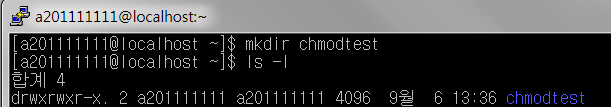 a201111111@localhost:~
[a201111111@localhost ~]$ mkdir chmodtest
[a201111111@localhost ~]$ ls -l
합계 4
drwxrwxr-x. 2 a201111111 a201111111 4096  9월  6 13:36 chmodtest